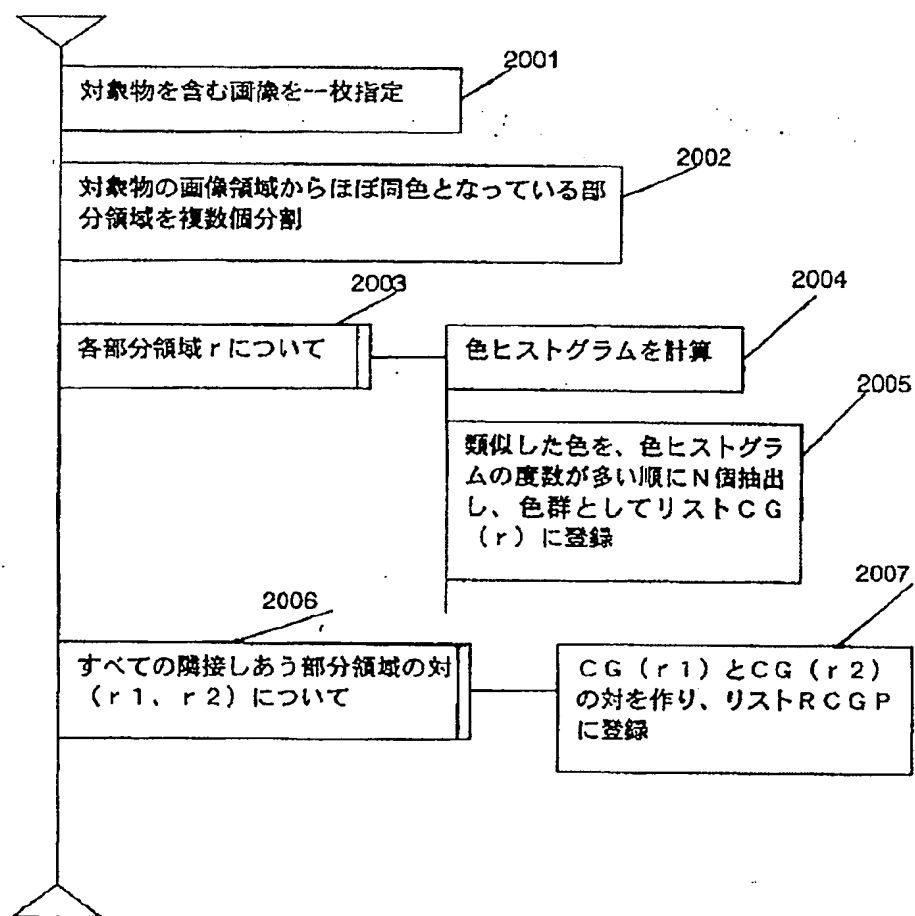 2001
対象物を含む画像を一枚指定
2002
対象物の画像領域からほぼ同色となっている部
分領域を複数個分割
2003
各部分領域rについて
2004
色ヒストグラムを計算
2005
類似した色を、色ヒストグラ
ムの度数が多い順にN個抽出
し、色群としてリストCG
(r)に登録
2006
すべての隣接しあう部分領域の対
(r1、r2)について
2007
CG(r1)とCG(r2)
の対を作り、リストRCGP
に登録